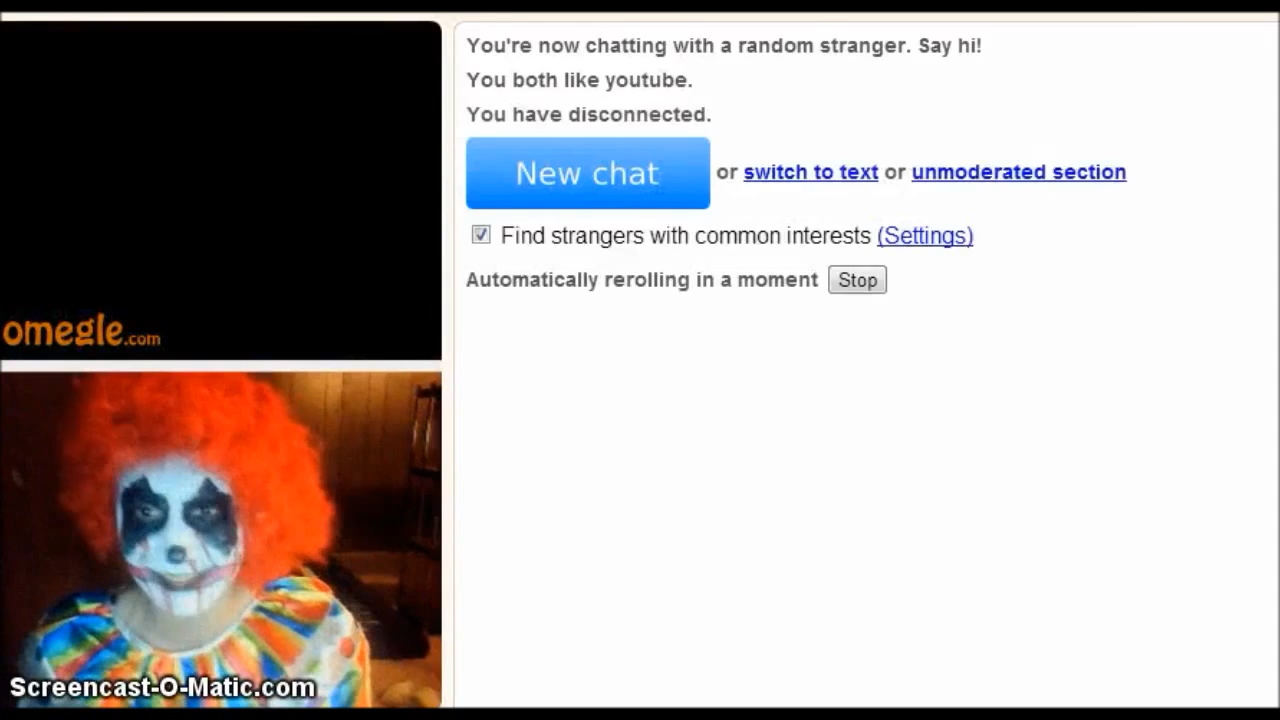 You're now chatting with a random stranger. Say hi!
You both like youtube.
You have disconnected.
New chat or switch to text or unmoderated section
Find strangers with common interests (Settings)
Automatically rerolling in a moment Stop
omegle.com
Screencast-O-Matic.com